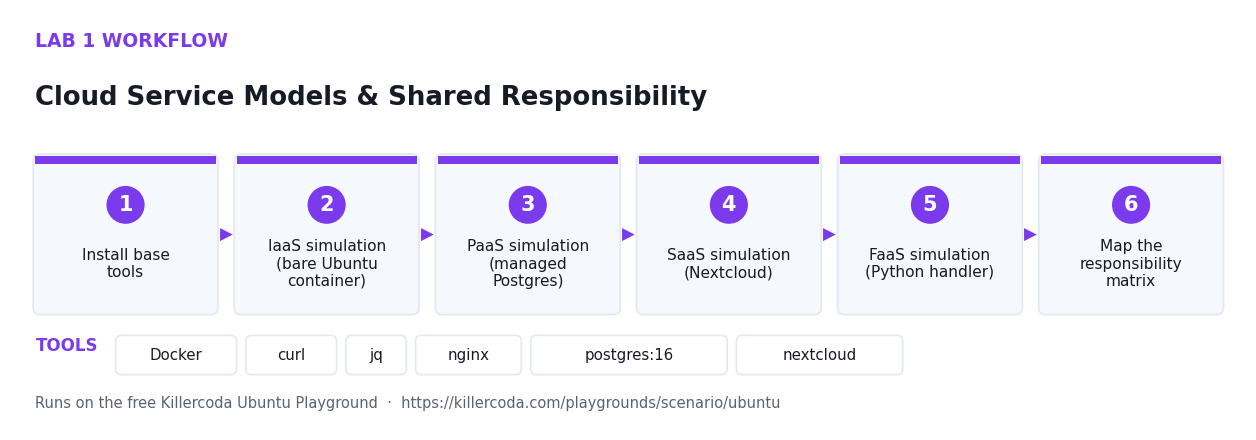 LAB 1 WORKFLOW
Cloud Service Models & Shared Responsibility
1
Install base
tools
2
IaaS simulation
(bare Ubuntu
container)
3
PaaS simulation
(managed
Postgres)
4
SaaS simulation
(Nextcloud)
5
FaaS simulation
(Python handler)
6
Map the
responsibility
matrix
TOOLS
Docker
curl
jq
nginx
postgres:16
nextcloud
Runs on the free Killercoda Ubuntu Playground · https://killercoda.com/playgrounds/scenario/ubuntu